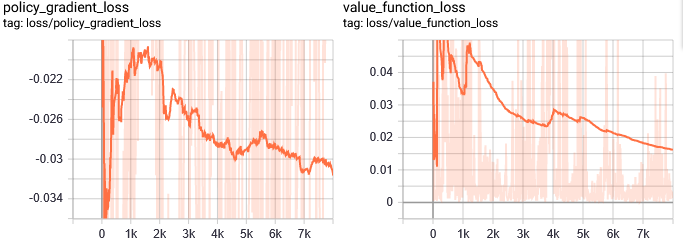 policy_gradient_loss
tag: loss/policy_gradient_loss
-0.022
-0.026
-0.03
-0.034
0 1k 2k 3k 4k 5k 6k 7k
value_function_loss
tag: loss/value_function_loss
0.04
0.03
0.02
0.01
0
0 1k 2k 3k 4k 5k 6k 7k